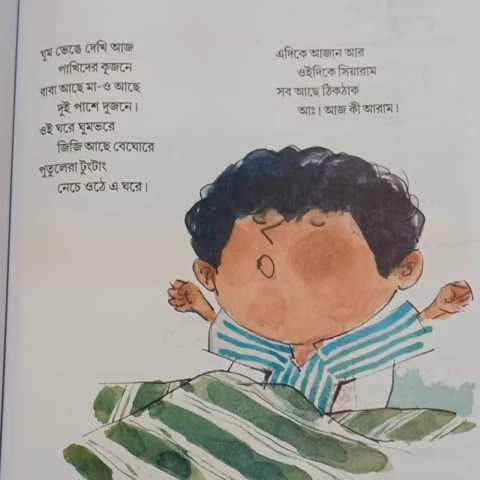 ঘুম ভেঙে দেখি আজ
পাখিদের কূজনে
বাবা আছে মা-ও আছে
দুই পাশে দুজনে।
ওই ঘরে ঘুমভরে
জিজি আছে বেঘোরে
পুতুলেরা টুংটাং
নেচে ওঠে এ ঘরে।
এদিকে আজান আর
ওইদিকে সিয়ারাম
সব আছে ঠিকঠাক
আঃ! আজ কী আরাম!